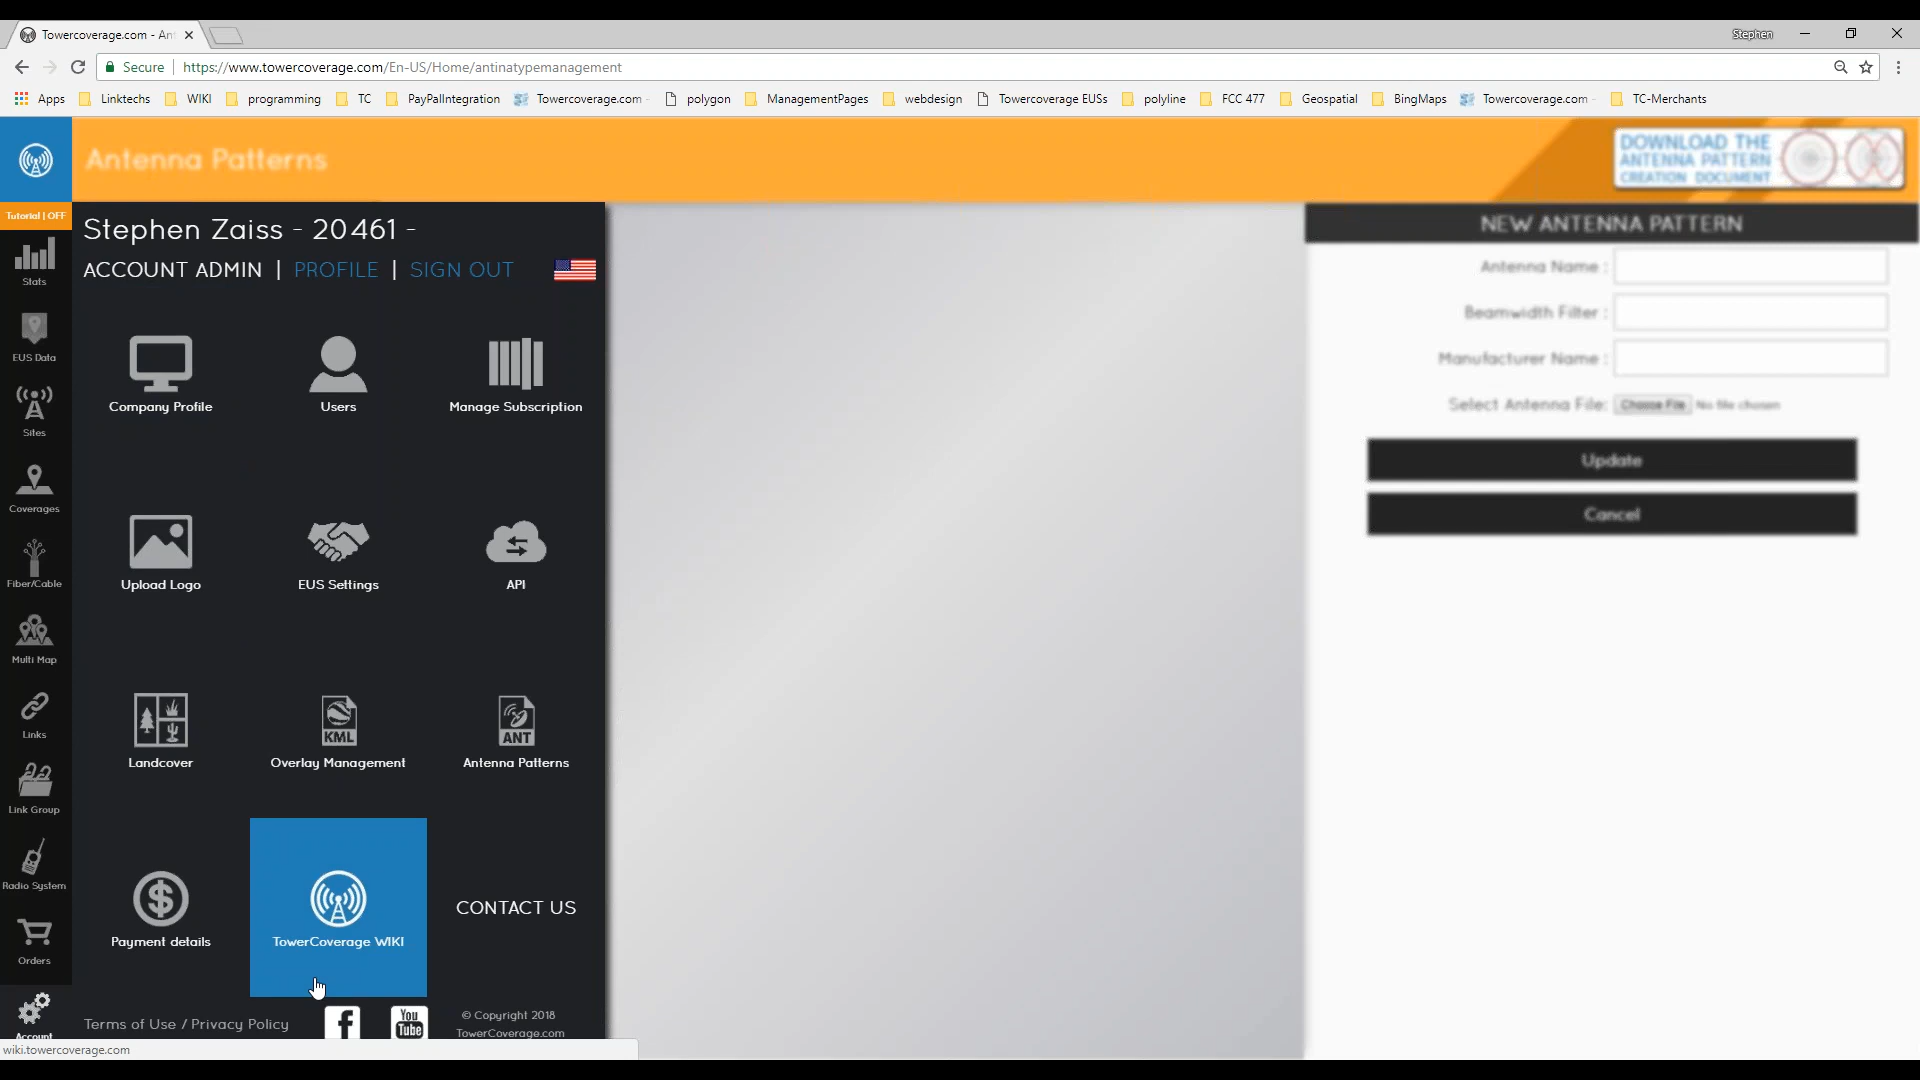 Towercoverage.com - An
Stephen
Secure
https://www.towercoverage.com/En-US/Home/antinatypemanagement
Apps
Linktechs
WIKI
programming
TC
PayPalIntegration
Towercoverage.com -
polygon
ManagementPages
webdesign
Towercoverage EUSs
polyline
FCC 477
Geospatial
BingMaps
Towercoverage.com -
TC-Merchants
Antenna Patterns
DOWNLOAD THE
ANTENNA PATTERN
CREATION DOCUMENT
Tutorial | OFF
Stats
EUS Data
Sites
Coverages
Fiber/Cable
Multi Map
Links
Link Group
Radio System
Orders
Account
Stephen Zaiss - 20461 -
ACCOUNT ADMIN | PROFILE | SIGN OUT
Company Profile
Users
Manage Subscription
Upload Logo
EUS Settings
API
Landcover
KML
Overlay Management
ANT
Antenna Patterns
$
Payment details
TowerCoverage WIKI
CONTACT US
Terms of Use / Privacy Policy
f
You
Tube
© Copyright 2018
TowerCoverage.com
wiki.towercoverage.com
NEW ANTENNA PATTERN
Antenna Name :
Beamwidth Filter :
Manufacturer Name :
Select Antenna File: Choose File No file chosen
Update
Cancel